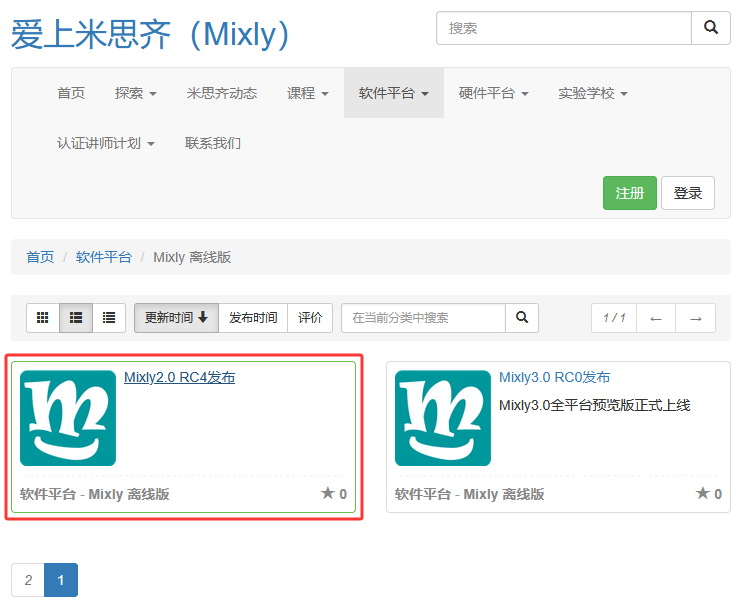 爱上米思齐（Mixly）
搜索
首页 探索 米思齐动态 课程 软件平台 硬件平台 实验学校
认证讲师计划 联系我们
注册 登录
首页 / 软件平台 / Mixly 离线版
更新时间 发布时间 评价 在当前分类中搜索 1 / 1 ← →
Mixly2.0 RC4发布
软件平台 - Mixly 离线版 ★ 0
Mixly3.0 RC0发布
Mixly3.0全平台预览版正式上线
软件平台 - Mixly 离线版 ★ 0
2 1